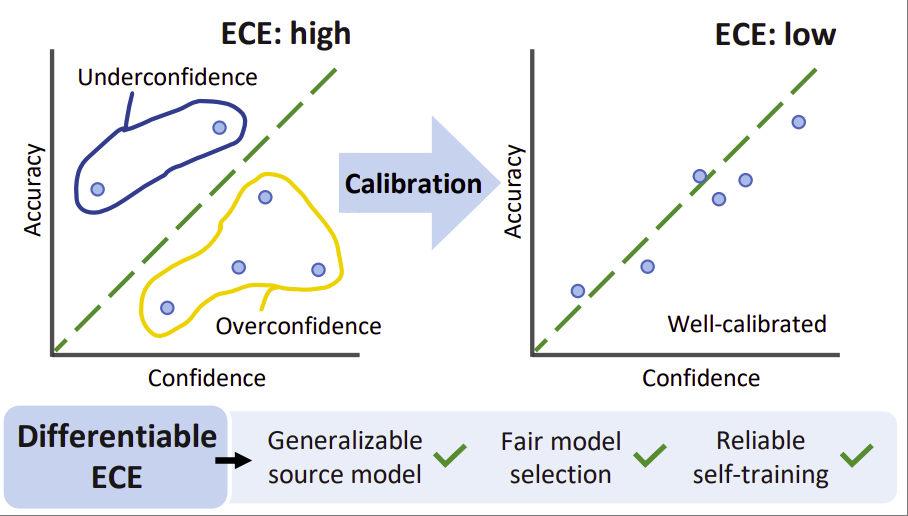 ECE: high
Underconfidence
Accuracy
Overconfidence
Confidence
Calibration
ECE: low
Accuracy
Well-calibrated
Confidence
Differentiable
ECE
Generalizable
source model
Fair model
selection
Reliable
self-training